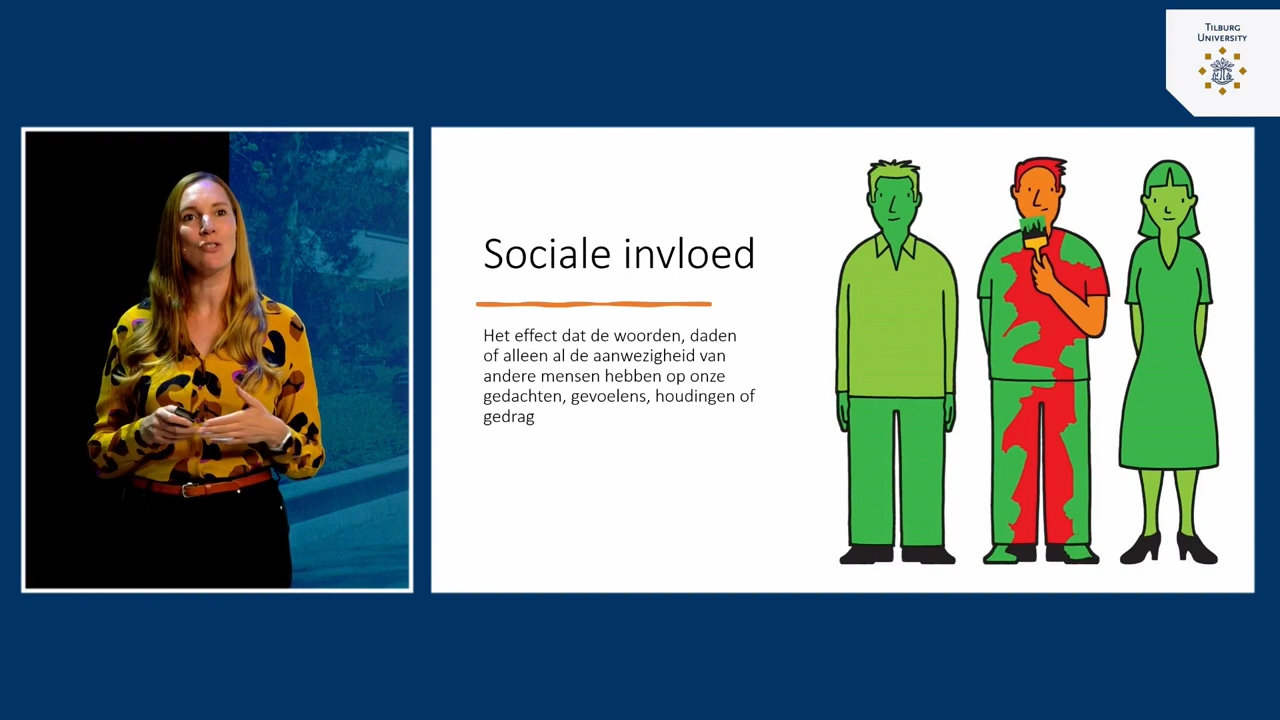 TILBURG
UNIVERSITY
Sociale invloed
Het effect dat de woorden, daden
of alleen al de aanwezigheid van
andere mensen hebben op onze
gedachten, gevoelens, houdingen of
gedrag